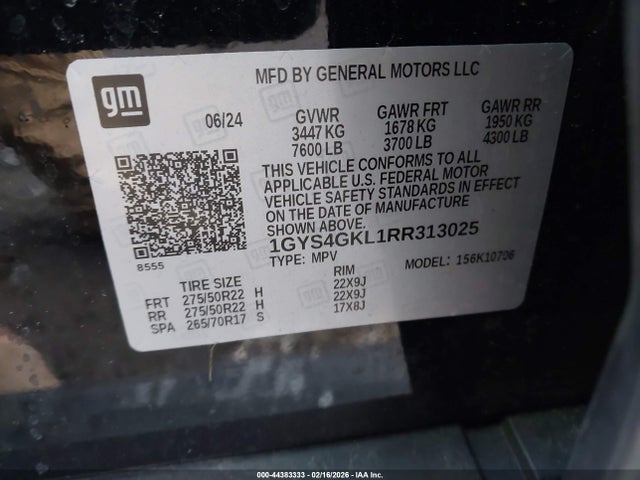 gm
MFD BY GENERAL MOTORS LLC
06/24
GVWR
3447 KG
7600 LB
GAWR FRT
1678 KG
3700 LB
GAWR RR
1950 KG
4300 LB
THIS VEHICLE CONFORMS TO ALL
APPLICABLE U.S. FEDERAL MOTOR
VEHICLE SAFETY STANDARDS IN EFFECT
ON THE DATE OF MANUFACTURE
SHOWN ABOVE.
1GYS4GKL1RR313025
8555
TYPE: MPV
MODEL: 156K10706
TIRE SIZE RIM
FRT 275/50R22 H 22X9J
RR 275/50R22 H 22X9J
SPA 265/70R17 S 17X8J
000-44383333 - 02/16/2026 - IAA Inc.